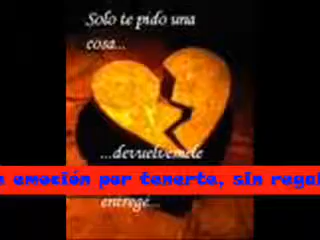 Solo te pido una
cosa...
...devuelvemele
emoción por tenerte, sin
entregé...